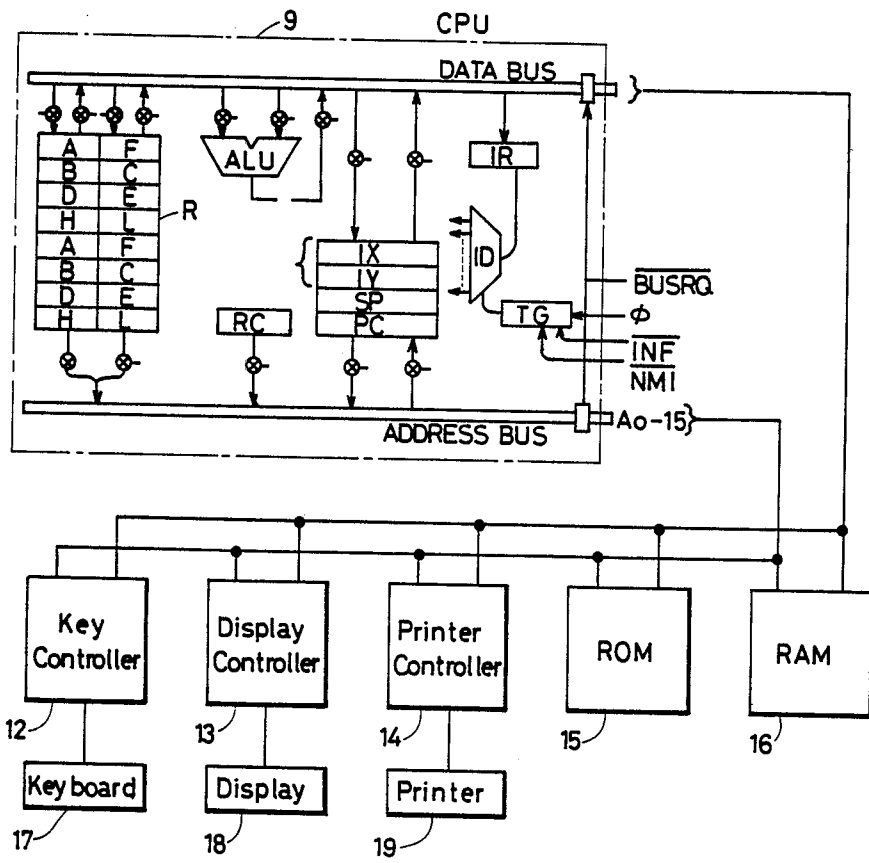 9 CPU
DATA BUS
A F
B C
D E
H L
A F
B C
D E
H L
R
ALU
IR
ID
IX
IY
SP
PC
RC
TG
BUSRQ
Φ
INF
NMI
ADDRESS BUS
Ao-15
Key Controller
Display Controller
Printer Controller
ROM
RAM
12
13
14
15
16
Keyboard
Display
Printer
17
18
19